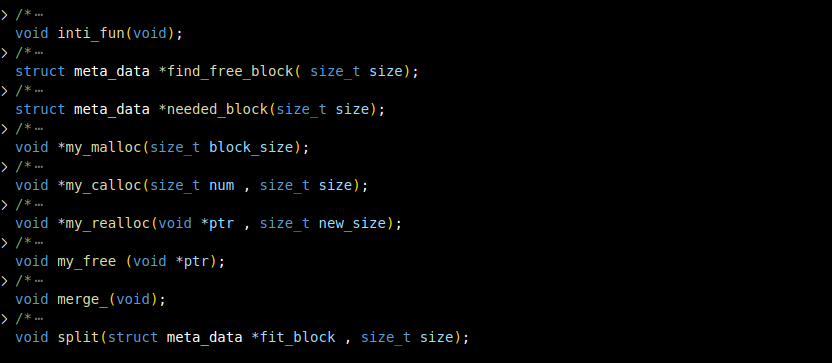 /*⋯
void inti_fun(void);
/*⋯
struct meta_data *find_free_block( size_t size);
/*⋯
struct meta_data *needed_block(size_t size);
/*⋯
void *my_malloc(size_t block_size);
/*⋯
void *my_calloc(size_t num , size_t size);
/*⋯
void *my_realloc(void *ptr , size_t new_size);
/*⋯
void my_free (void *ptr);
/*⋯
void merge_(void);
/*⋯
void split(struct meta_data *fit_block , size_t size);